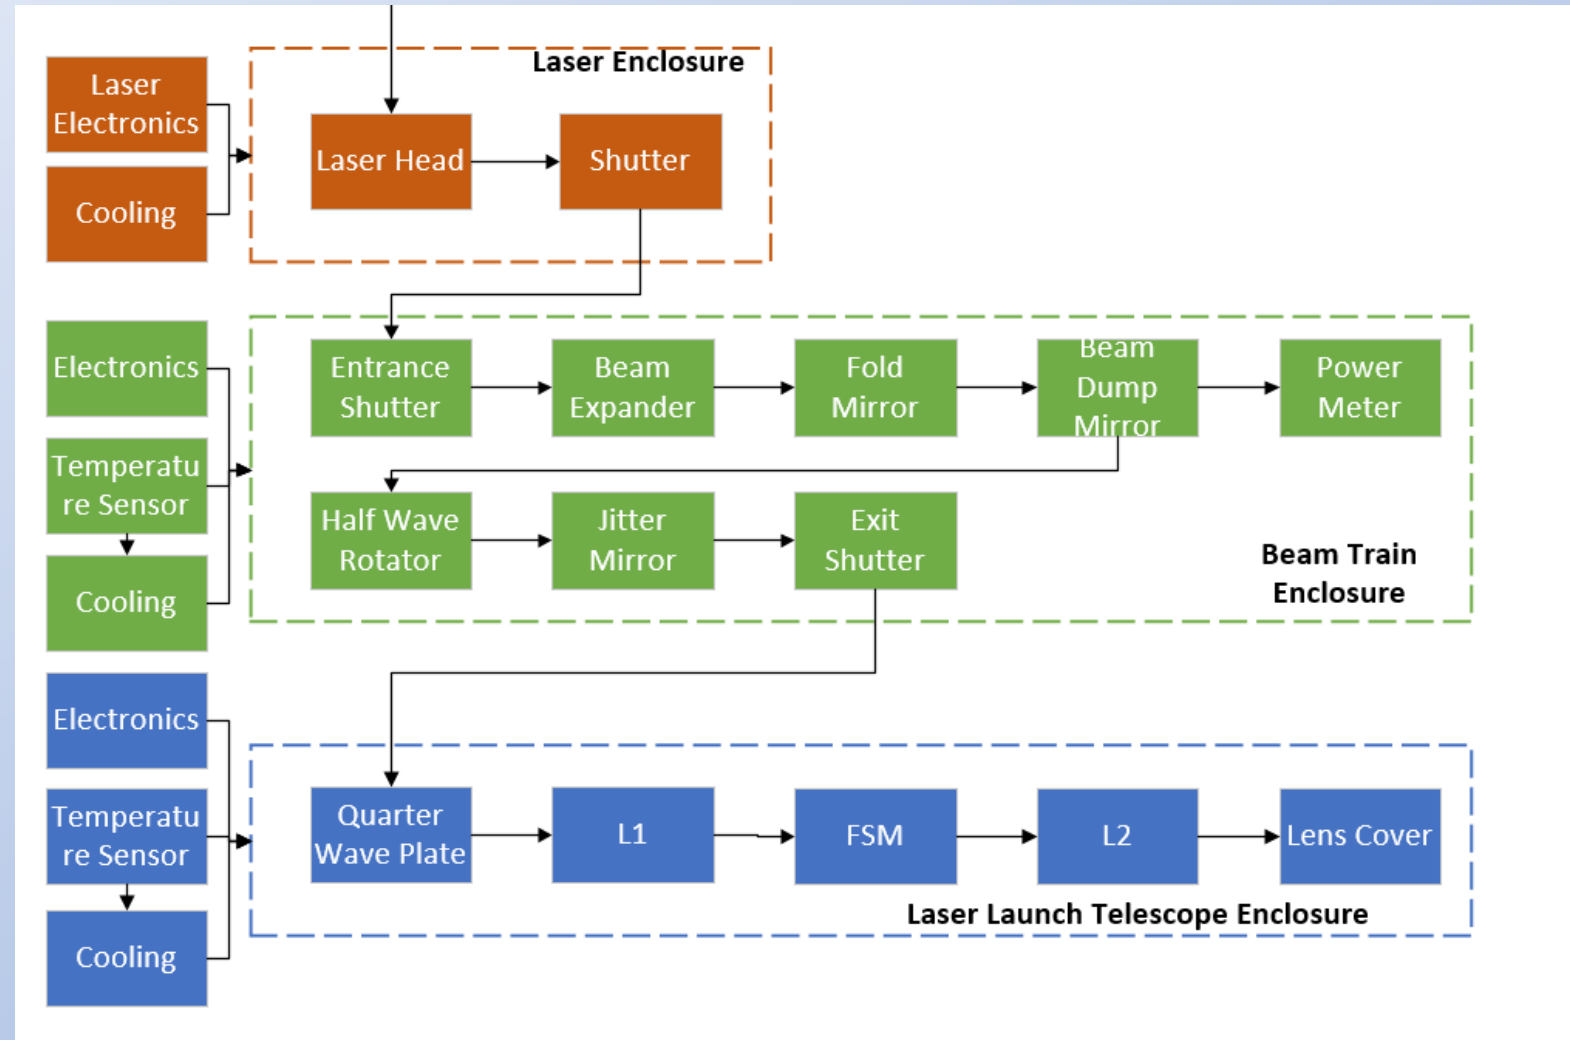 Laser Enclosure
Laser
Electronics
Cooling
Laser Head
Shutter
Electronics
Temperatu
re Sensor
Cooling
Entrance
Shutter
Beam
Expander
Fold
Mirror
Beam
Dump
Mirror
Power
Meter
Half Wave
Rotator
Jitter
Mirror
Exit
Shutter
Beam Train
Enclosure
Electronics
Temperatu
re Sensor
Cooling
Quarter
Wave Plate
L1
FSM
L2
Lens Cover
Laser Launch Telescope Enclosure